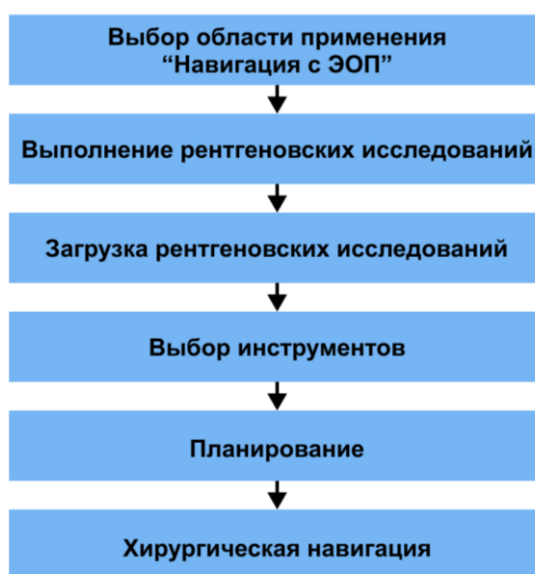 Выбор области применения
“Навигация с ЭОП”
Выполнение рентгеновских исследований
Загрузка рентгеновских исследований
Выбор инструментов
Планирование
Хирургическая навигация